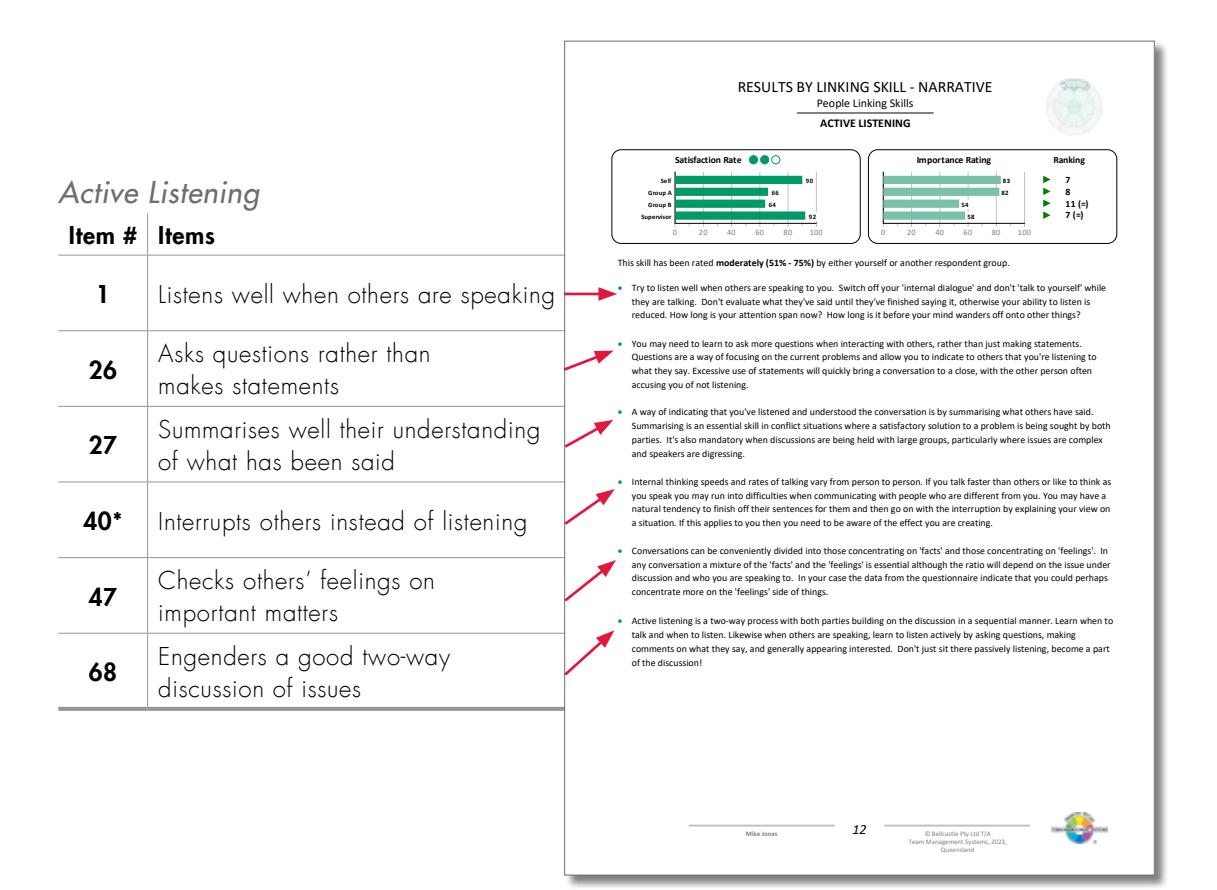 Active Listening
Item # Items
1 Listens well when others are speaking
26 Asks questions rather than
makes statements
27 Summarises well their understanding
of what has been said
40* Interrupts others instead of listening
47 Checks others’ feelings on
important matters
68 Engenders a good two-way
discussion of issues
RESULTS BY LINKING SKILL - NARRATIVE
People Linking Skills
ACTIVE LISTENING
Satisfaction Rate
Self 90
Group A 66
Group B 64
Supervisor 92
0 20 40 60 80 100
Importance Rating Ranking
83 7
82 8
54 11 (=)
58 7 (=)
0 20 40 60 80 100
This skill has been rated moderately (51% - 75%) by either yourself or another respondent group.
• Try to listen well when others are speaking to you. Switch off your 'internal dialogue' and don't 'talk to yourself' while
they are talking. Don't evaluate what they've said until they've finished saying it, otherwise your ability to listen is
reduced. How long is your attention span now? How long is it before your mind wanders off onto other things?
• You may need to learn to ask more questions when interacting with others, rather than just making statements.
Questions are a way of focusing on the current problems and allow you to indicate to others that you're listening to
what they say. Excessive use of statements will quickly bring a conversation to a close, with the other person often
accusing you of not listening.
• A way of indicating that you've listened and understood the conversation is by summarising what others have said.
Summarising is an essential skill in conflict situations where a satisfactory solution to a problem is being sought by both
parties. It's also mandatory when discussions are being held with large groups, particularly where issues are complex
and speakers are digressing.
• Internal thinking speeds and rates of talking vary from person to person. If you talk faster than others or like to think as
you speak you may run into difficulties when communicating with people who are different from you. You may have a
natural tendency to finish off their sentences for them and then go on with the interruption by explaining your view on
a situation. If this applies to you then you need to be aware of the effect you are creating.
• Conversations can be conveniently divided into those concentrating on 'facts' and those concentrating on 'feelings'. In
any conversation a mixture of the 'facts' and the 'feelings' is essential although the ratio will depend on the issue under
discussion and who you are speaking to. In your case the data from the questionnaire indicate that you could perhaps
concentrate more on the 'feelings' side of things.
• Active listening is a two-way process with both parties building on the discussion in a sequential manner. Learn when to
talk and when to listen. Likewise when others are speaking, learn to listen actively by asking questions, making
comments on what they say, and generally appearing interested. Don't just sit there passively listening, become a part
of the discussion!
Mike Jones
12
© Bellcastle Pty Ltd T/A
Team Management Systems, 2023,
Queensland